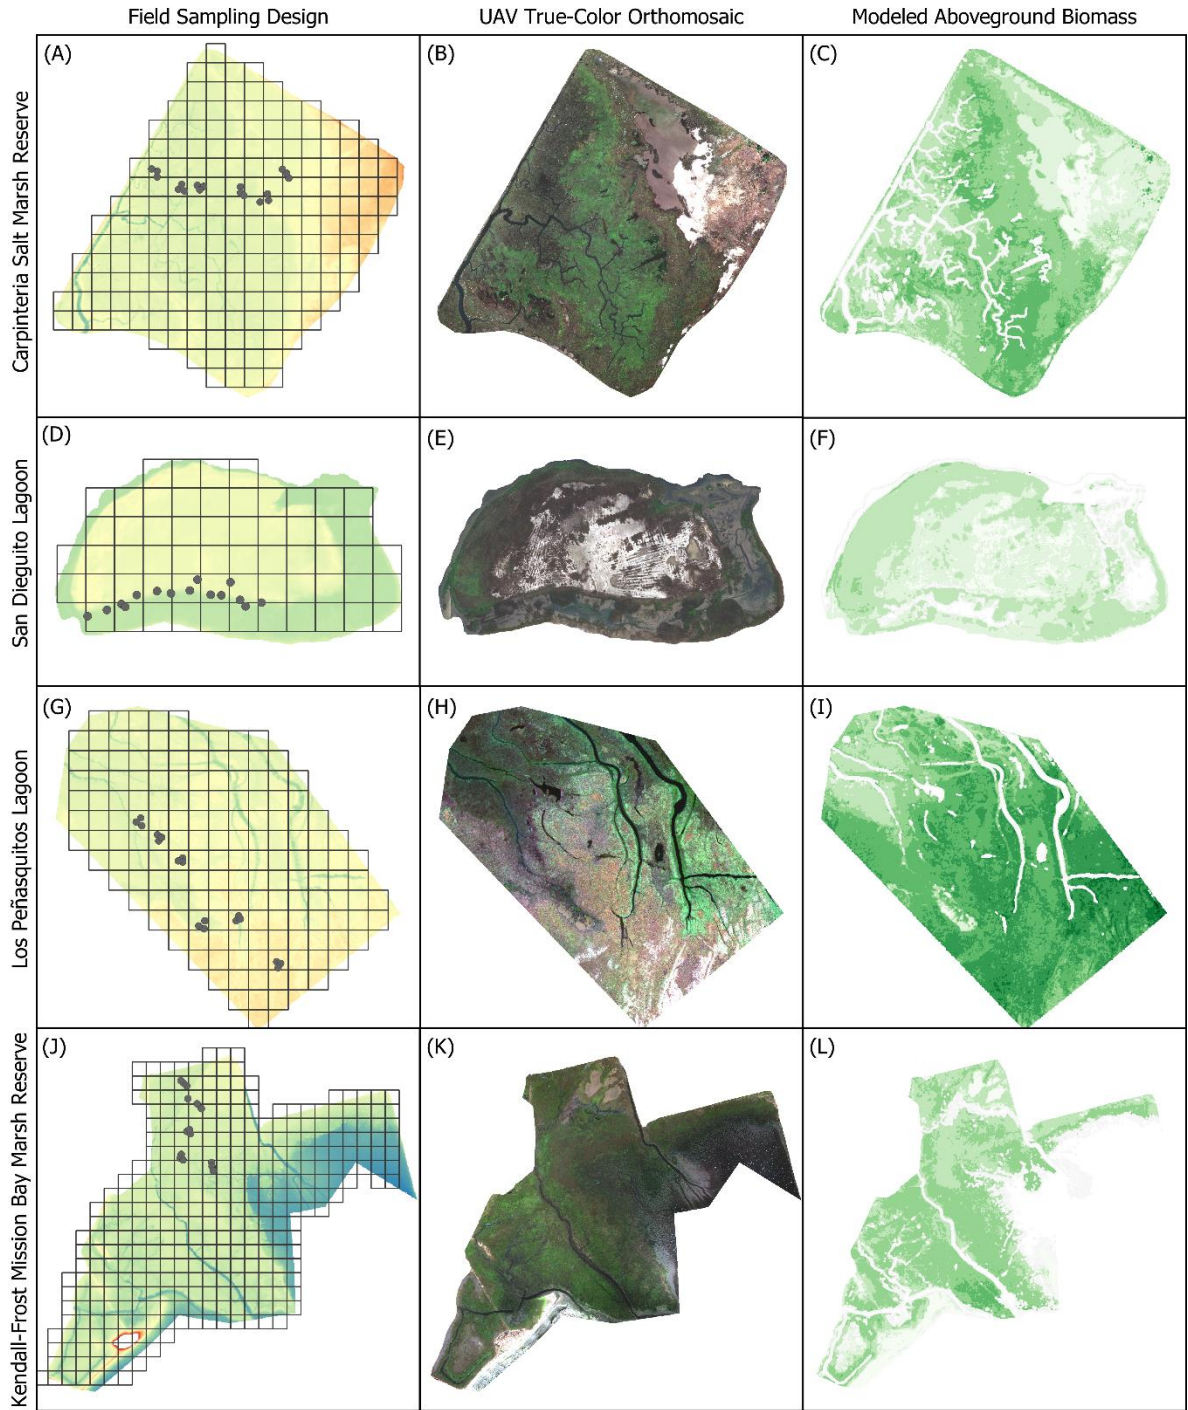 Field Sampling Design
UAV True-Color Orthomosaic
Modeled Aboveground Biomass
Carpinteria Salt Marsh Reserve
(A)
(B)
(C)
San Dieguito Lagoon
(D)
(E)
(F)
Los Peñasquitos Lagoon
(G)
(H)
(I)
Kendall-Frost Mission Bay Marsh Reserve
(J)
(K)
(L)